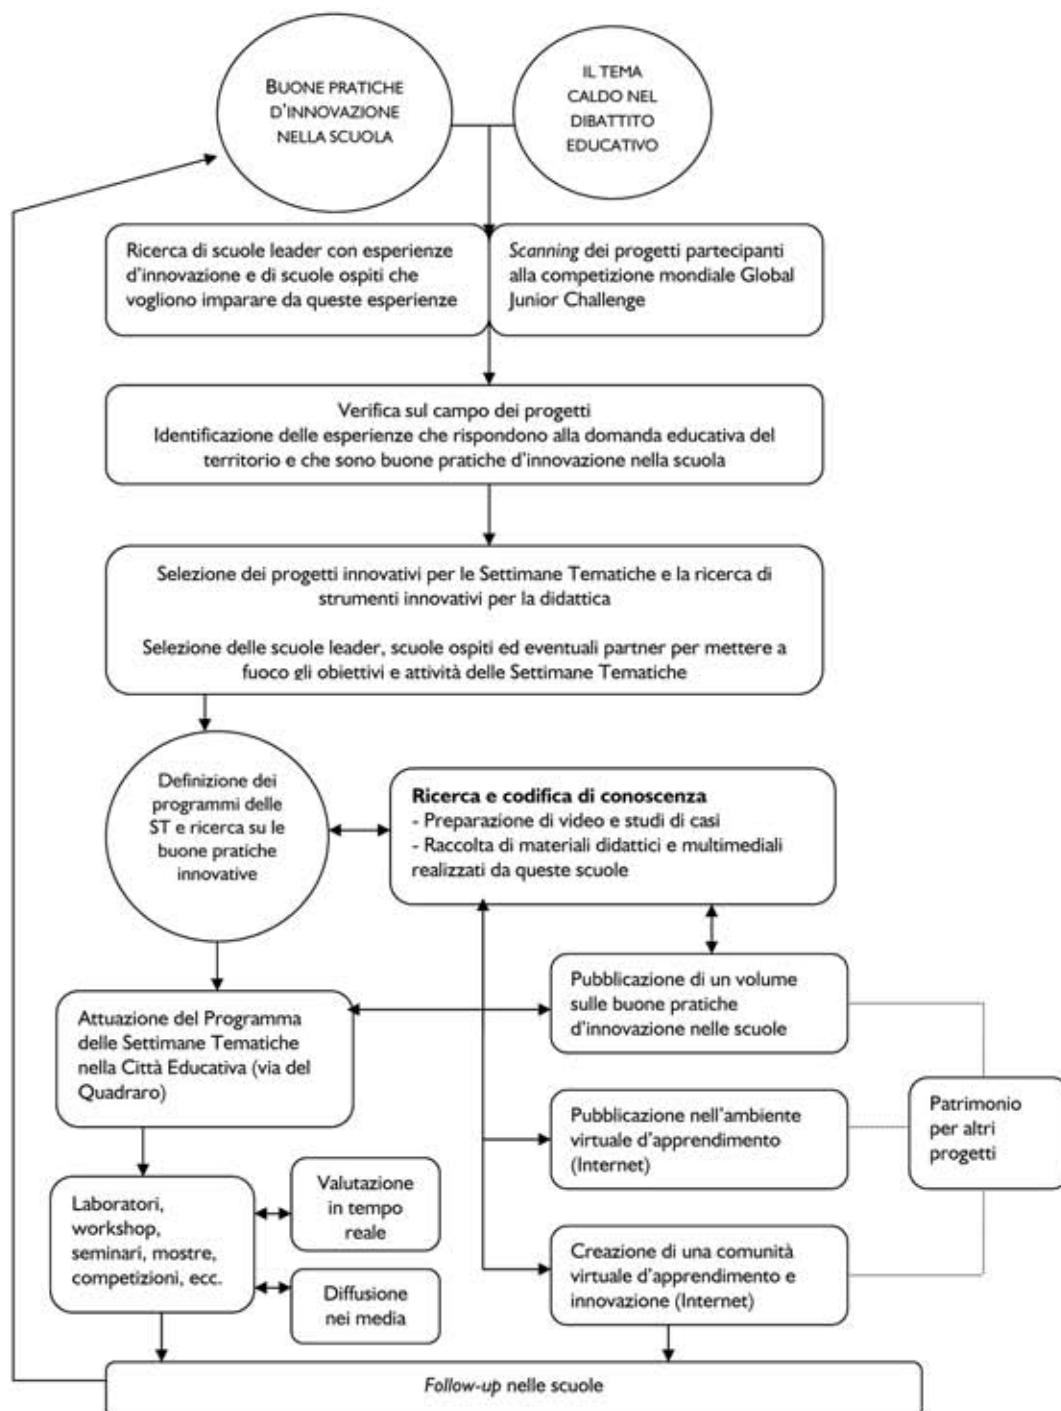 BUONE PRATICHE
D'INNOVAZIONE
NELLA SCUOLA
IL TEMA
CALDO NEL
DIBATTITO
EDUCATIVO
Ricerca di scuole leader con esperienze
d'innovazione e di scuole ospiti che
vogliono imparare da queste esperienze
Scanning dei progetti partecipanti
alla competizione mondiale Global
Junior Challenge
Verifica sul campo dei progetti
Identificazione delle esperienze che rispondono alla domanda educativa del
territorio e che sono buone pratiche d'innovazione nella scuola
Selezione dei progetti innovativi per le Settimane Tematiche e la ricerca di
strumenti innovativi per la didattica
Selezione delle scuole leader, scuole ospiti ed eventuali partner per mettere a
fuoco gli obiettivi e attività delle Settimane Tematiche
Definizione dei
programmi delle
ST e ricerca su le
buone pratiche
innovative
Ricerca e codifica di conoscenza
- Preparazione di video e studi di casi
- Raccolta di materiali didattici e multimediali
realizzati da queste scuole
Attuazione del Programma
delle Settimane Tematiche
nella Città Educativa (via del
Quadraro)
Pubblicazione di un volume
sulle buone pratiche
d'innovazione nelle scuole
Pubblicazione nell'ambiente
virtuale d'apprendimento
(Internet)
Patrimonio
per altri
progetti
Laboratori,
workshop,
seminari, mostre,
competizioni, ecc.
Valutazione
in tempo
reale
Diffusione
nei media
Creazione di una comunità
virtuale d'apprendimento e
innovazione (Internet)
Follow-up nelle scuole